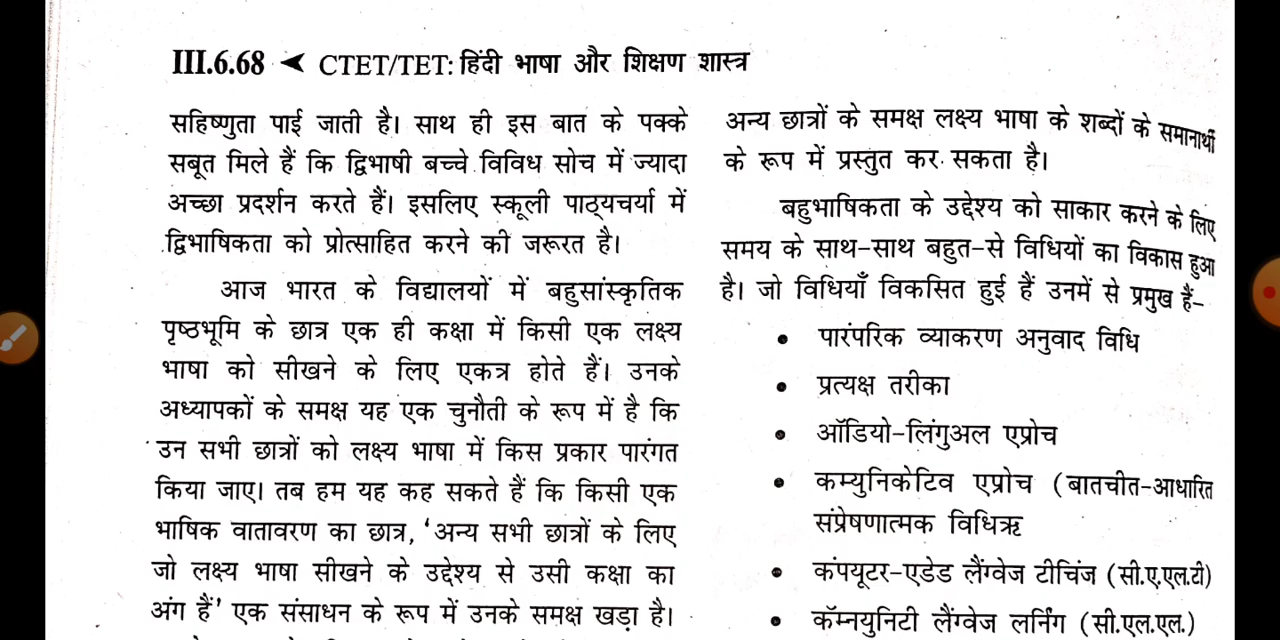 III.6.68 ◄ CTET/TET: हिंदी भाषा और शिक्षण शास्त्र
सहिष्णुता पाई जाती है। साथ ही इस बात के पक्के
सबूत मिले हैं कि द्विभाषी बच्चे विविध सोच में ज्यादा
अच्छा प्रदर्शन करते हैं। इसलिए स्कूली पाठ्यचर्या में
द्विभाषिकता को प्रोत्साहित करने की जरूरत है।
आज भारत के विद्यालयों में बहुसांस्कृतिक
पृष्ठभूमि के छात्र एक ही कक्षा में किसी एक लक्ष्य
भाषा को सीखने के लिए एकत्र होते हैं। उनके
अध्यापकों के समक्ष यह एक चुनौती के रूप में है कि
उन सभी छात्रों को लक्ष्य भाषा में किस प्रकार पारंगत
किया जाए। तब हम यह कह सकते हैं कि किसी एक
भाषिक वातावरण का छात्र, ‘अन्य सभी छात्रों के लिए
जो लक्ष्य भाषा सीखने के उद्देश्य से उसी कक्षा का
अंग हैं’ एक संसाधन के रूप में उनके समक्ष खड़ा है।
अन्य छात्रों के समक्ष लक्ष्य भाषा के शब्दों के समानार्थी
के रूप में प्रस्तुत कर सकता है।
बहुभाषिकता के उद्देश्य को साकार करने के लिए
समय के साथ-साथ बहुत-से विधियों का विकास हुआ
है। जो विधियाँ विकसित हुई हैं उनमें से प्रमुख हैं-
• पारंपरिक व्याकरण अनुवाद विधि
• प्रत्यक्ष तरीका
• ऑडियो-लिंगुअल एप्रोच
• कम्युनिकेटिव एप्रोच (बातचीत-आधारित
संप्रेषणात्मक विधिऋ
• कंपयूटर-एडेड लैंग्वेज टीचिंज (सी.ए.एल.टी)
• कॅम्नयुनिटी लैंग्वेज लर्निंग (सी.एल.एल.)